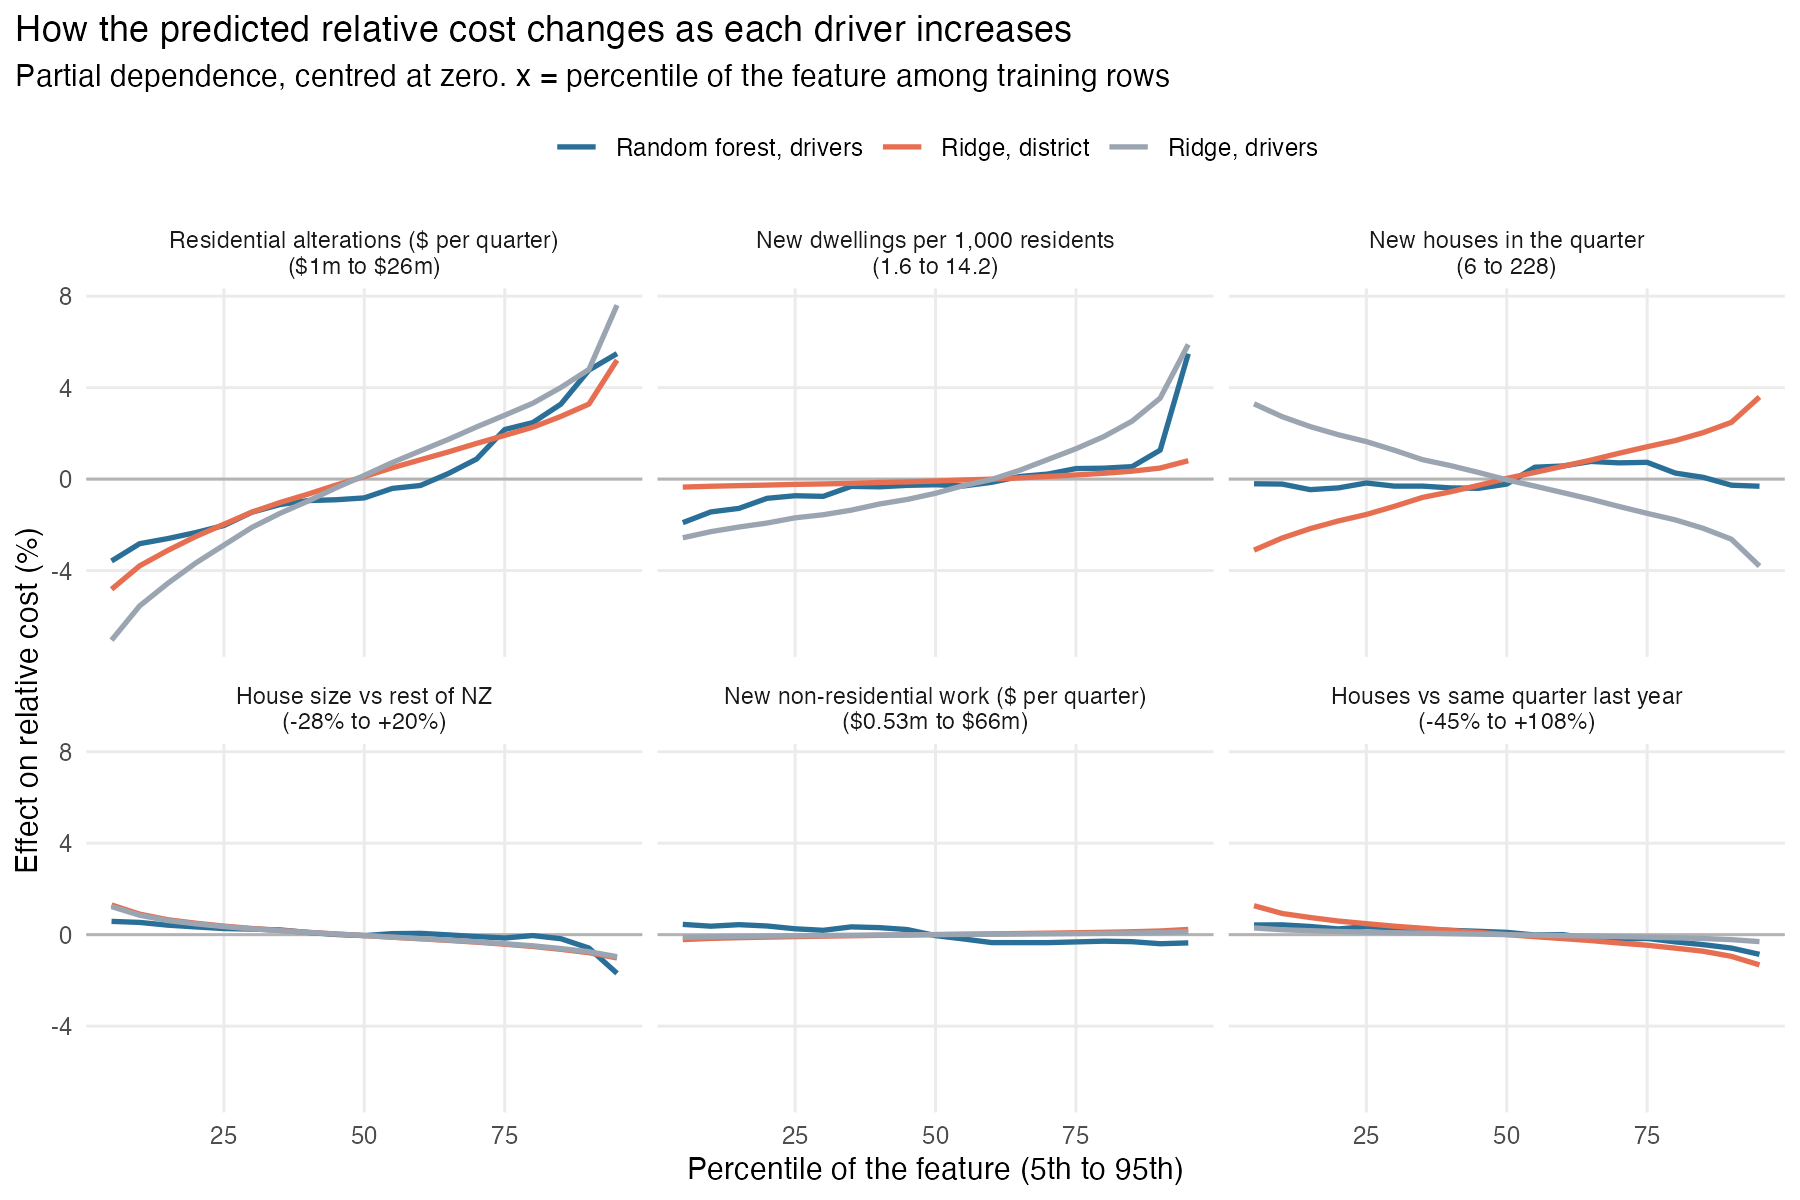 How the predicted relative cost changes as each driver increases
Partial dependence, centred at zero. x = percentile of the feature among training rows
Random forest, drivers
Ridge, district
Ridge, drivers
Residential alterations ($ per quarter)
($1m to $26m)
New dwellings per 1,000 residents
(1.6 to 14.2)
New houses in the quarter
(6 to 228)
8
4
0
-4
House size vs rest of NZ
(-28% to +20%)
New non-residential work ($ per quarter)
($0.53m to $66m)
Houses vs same quarter last year
(-45% to +108%)
8
4
0
-4
Effect on relative cost (%)
25
50
75
25
50
75
25
50
75
Percentile of the feature (5th to 95th)